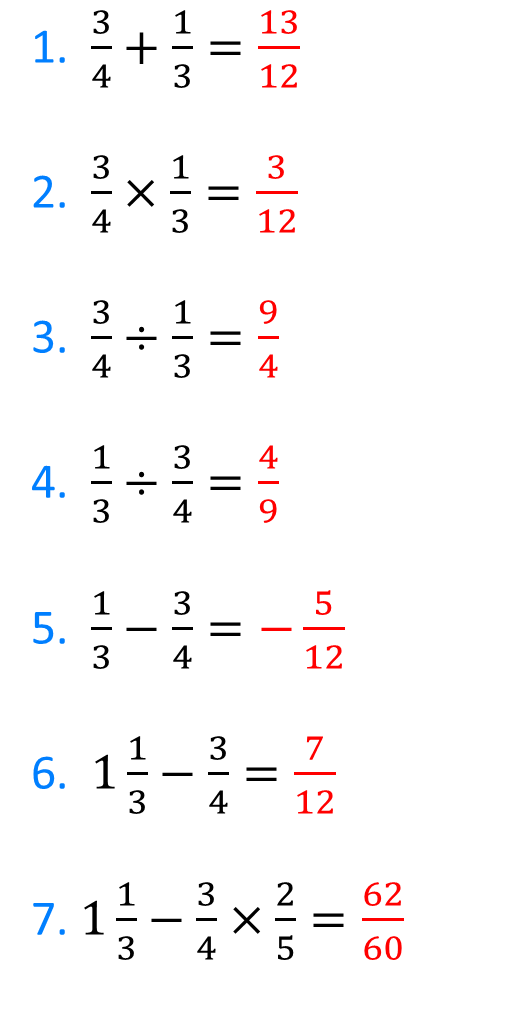 1. 3/4 + 1/3 = 13/12
2. 3/4 × 1/3 = 3/12
3. 3/4 ÷ 1/3 = 9/4
4. 1/3 ÷ 3/4 = 4/9
5. 1/3 − 3/4 = − 5/12
6. 1 1/3 − 3/4 = 7/12
7. 1 1/3 − 3/4 × 2/5 = 62/60